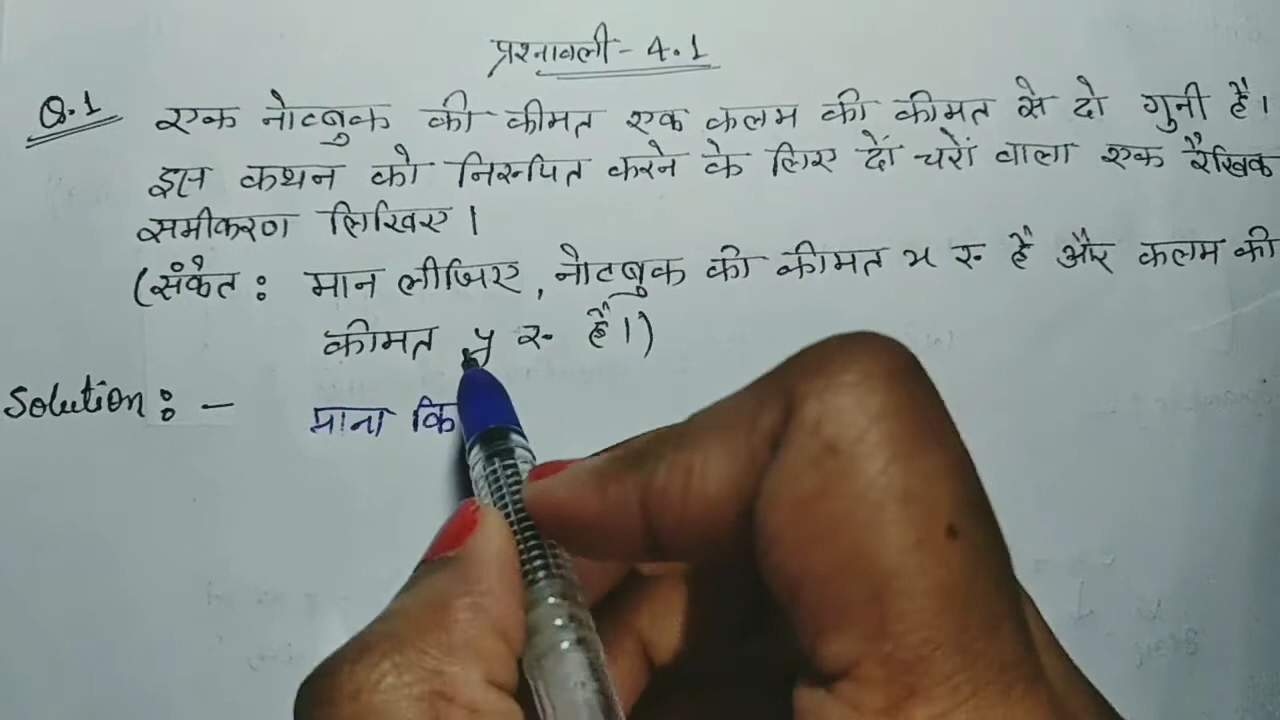 प्रश्नावली - 4.1
Q.1 एक नोटबुक की कीमत एक कलम की कीमत से दो गुनी है।
इस कथन को निरूपित करने के लिए दों चरों वाला एक रैखिक
समीकरण लिखिए।
(संकेत : मान लीजिए, नोटबुक की कीमत x रु है और कलम की
कीमत y रु है।)
Solution : - माना कि